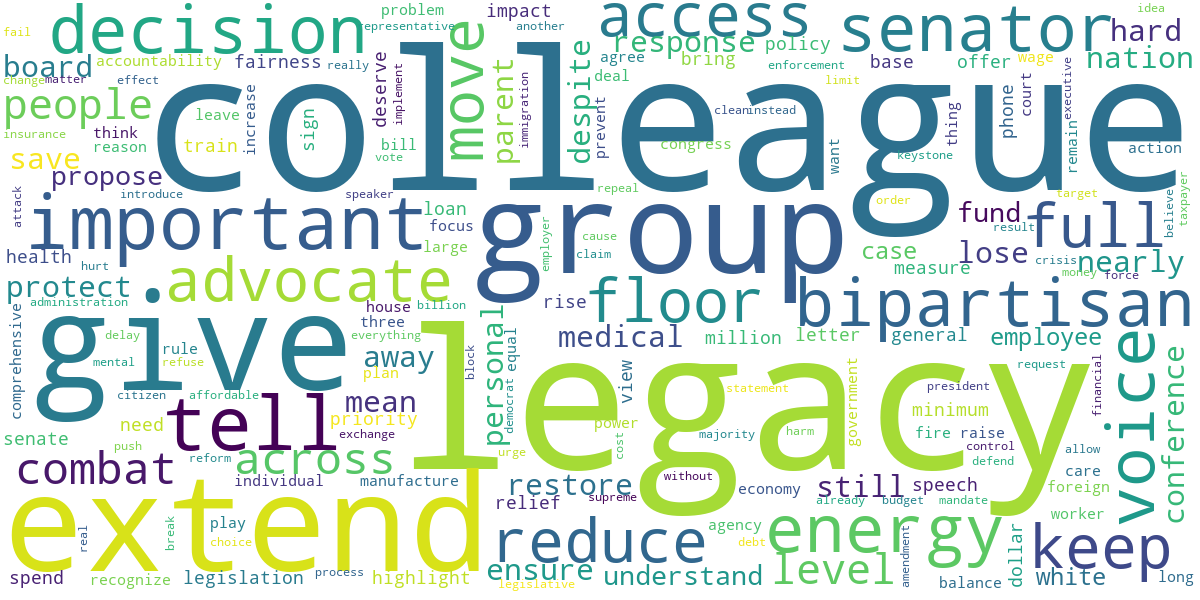 fail
problem
representative
impact
another
access
senator
idea
hard
decision
move
response
policy
board
accountability
fairness
really
deserve
implement
parent
immigration
despite
agree
bring
enforcement
base
offer
wage
nation
change
matter
effect
deal
prevent
limit
people
colleague
leave
increase
sign
clean
instead
thing
phone
court
remain
executive
insurance
think
reason
train
bill
vote
congress
want
keystone
action
save
propose
introduce
speaker
repeal
order
target
believe
taxpayer
attack
important
loan
focus
group
employer
cause
claim
fund
result
full
health
large
case
measure
lose
crisis
money
nearly
force
hurt
advocate
protect
administration
give
house
billion
rise
floor
bipartisan
three
everything
personal
equal
democrat
medical
million
letter
general
employee
comprehensive
delay
mental
rule
refuse
away
plan
block
legacy
view
request
voice
conference
citizen
affordable
tell
mean
priority
power
statement
government
president
minimum
financial
senate
need
push
exchange
reform
across
urge
cost
majority
harm
fire
raise
control
defend
allow
combat
individual
manufacture
restore
without
economy
still
speech
care
foreign
extend
relief
supreme
already
budget
mandate
worker
real
break
play
choice
reduce
agency
debt
energy
amendment
dollar
keep
spend
recognize
legislation
process
highlight
ensure
legislative
understand
level
balance
white
long